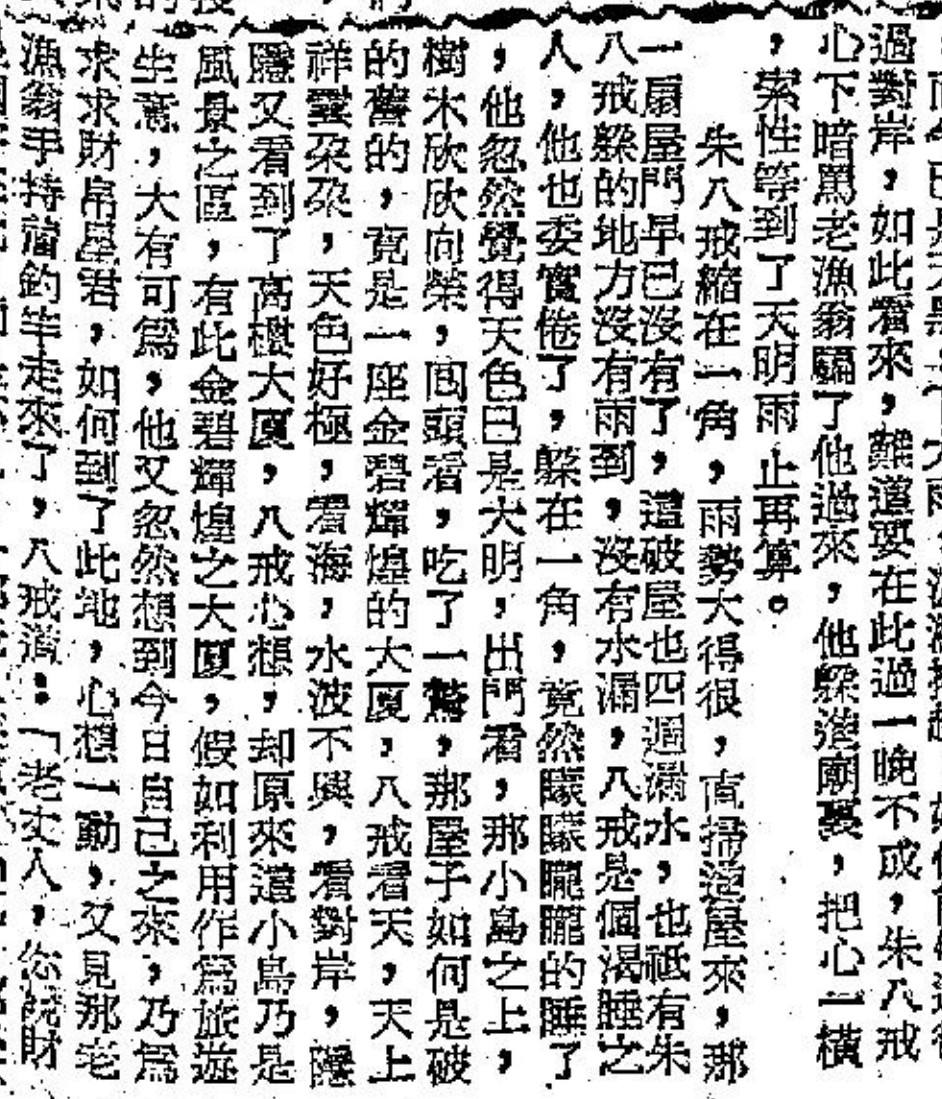 過對岸，如此看來，難道要在此過一晚不成，朱八戒
心下暗罵老漁翁騙了他過來，他躲進廟裏，把心一橫
，索性等到了天明雨止再算。
朱八戒縮在一角，雨勢大得很，直掃進屋來，那
一扇屋門早已沒有了，這破屋也四週漏水，也祗有朱
八戒躲的地方沒有雨到，沒有水漏，八戒是個渴睡之
人，他也委實倦了，躲在一角，竟然矇矇朧朧的睡了
，他忽然覺得天色已是大明，出門看，那小島之上，
樹木欣欣向榮，回頭看，吃了一驚，那屋子如何是破
的舊的，竟是一座金碧輝煌的大厦，八戒看天，天上
祥雲朶朶，天色好極，看海，水波不興，看對岸，隱
隱又看到了高樓大厦，八戒心想，却原來這小島乃是
風景之區，有此金碧輝煌之大厦，假如利用作爲旅遊
生意，大有可爲，他又忽然想到今日自己之來，乃爲
求求財帛星君，如何到了此地，心想一動，又見那老
漁翁手持釣竿走來了，八戒道：「老丈人，您説財